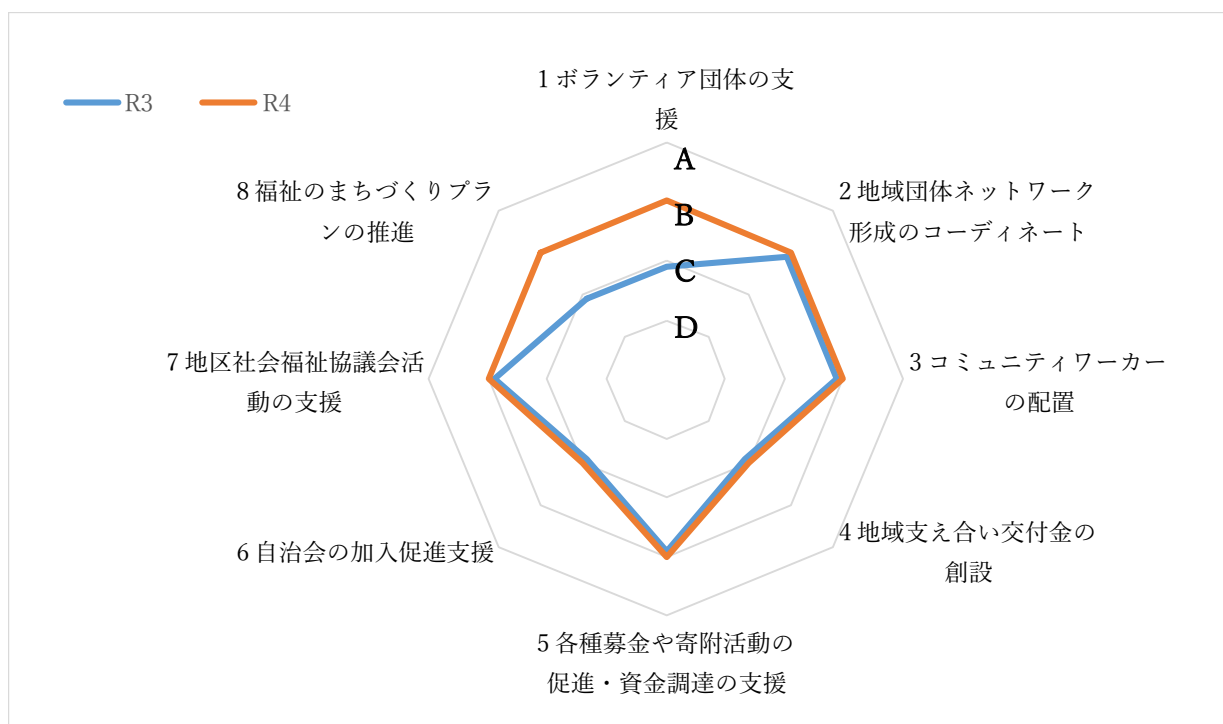 R3
R4
1 ボランティア団体の支
援
A
B
C
D
2 地域団体ネットワーク
形成のコーディネート
3 コミュニティワーカー
の配置
4 地域支え合い交付金の
創設
5 各種募金や寄附活動の
促進・資金調達の支援
6 自治会の加入促進支援
7 地区社会福祉協議会活
動の支援
8 福祉のまちづくりプラ
ンの推進